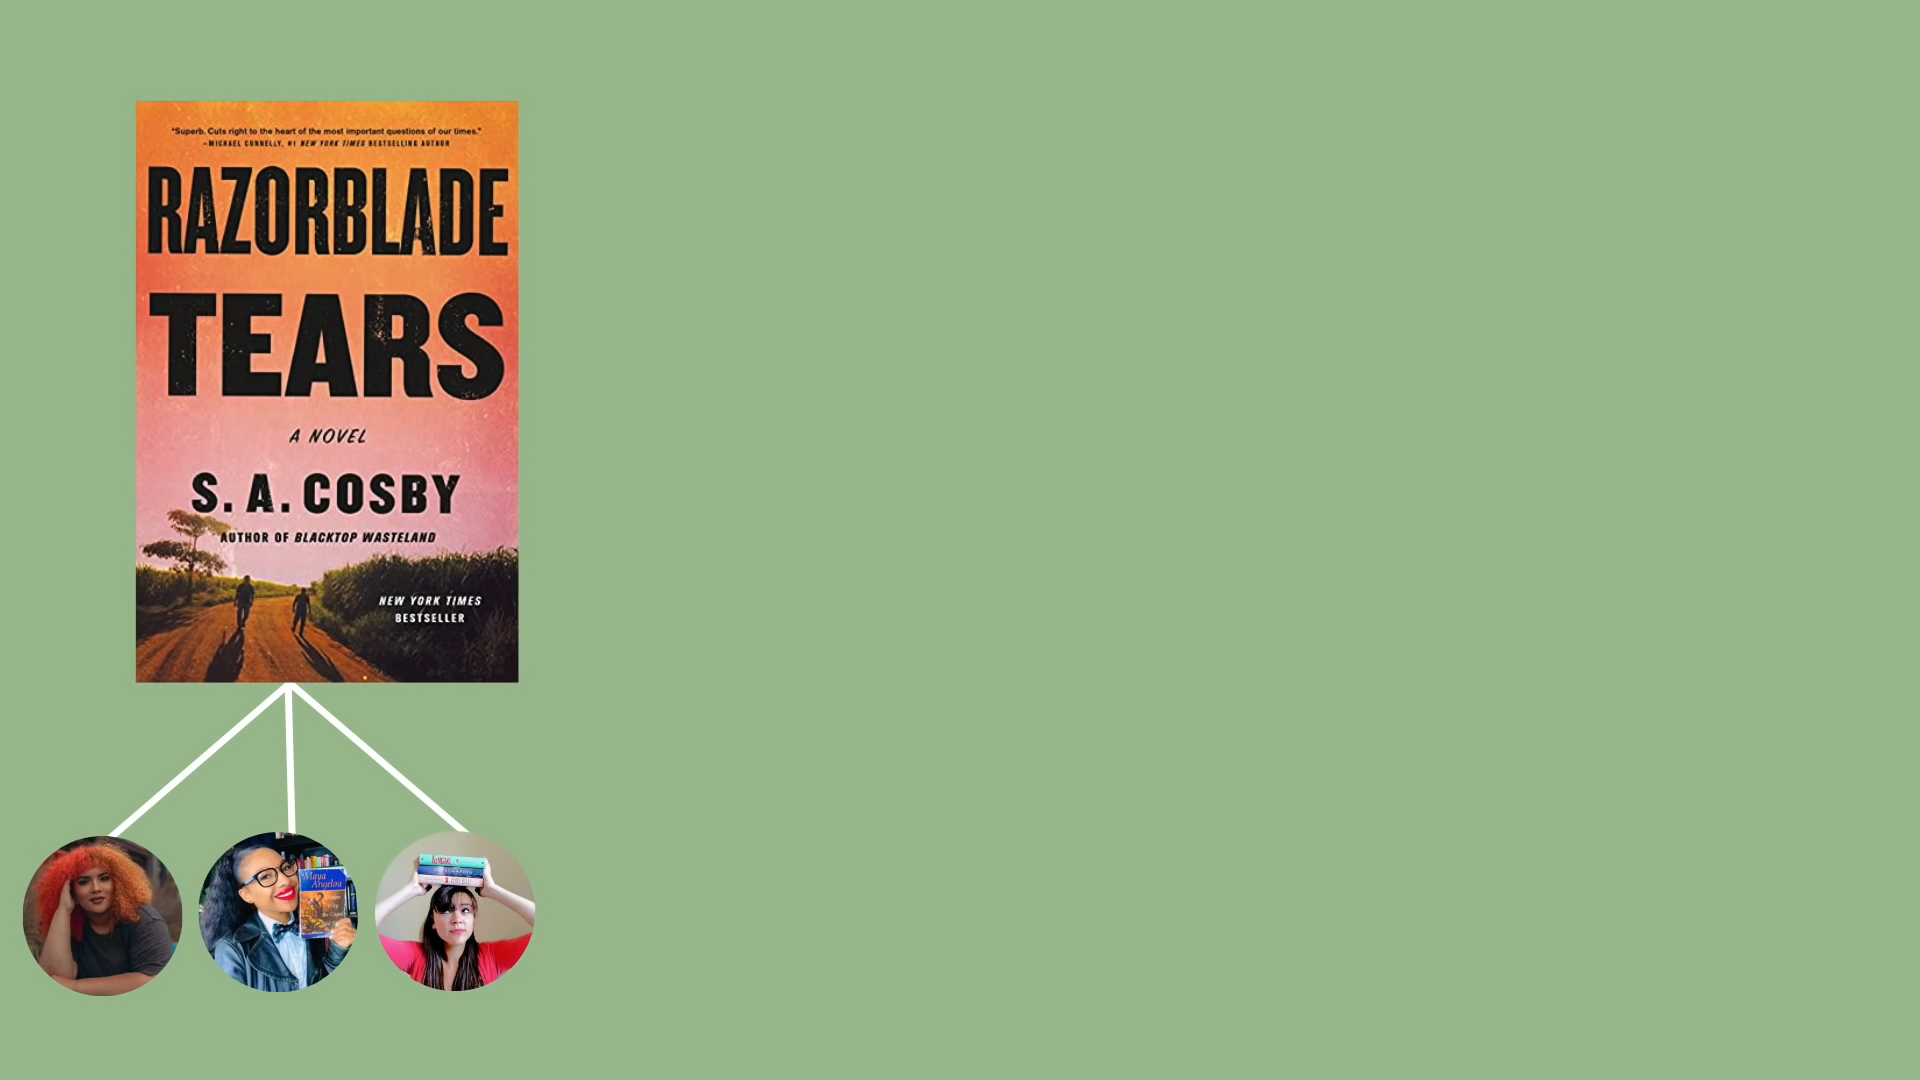 "Superb. Cuts right to the heart of the most important questions of our times."
–MICHAEL CONNELLY, #1 NEW YORK TIMES BESTSELLING AUTHOR
RAZORBLADE
TEARS
A NOVEL
S. A. COSBY
AUTHOR OF BLACKTOP WASTELAND
NEW YORK TIMES
BESTSELLER
Maya
Angelou